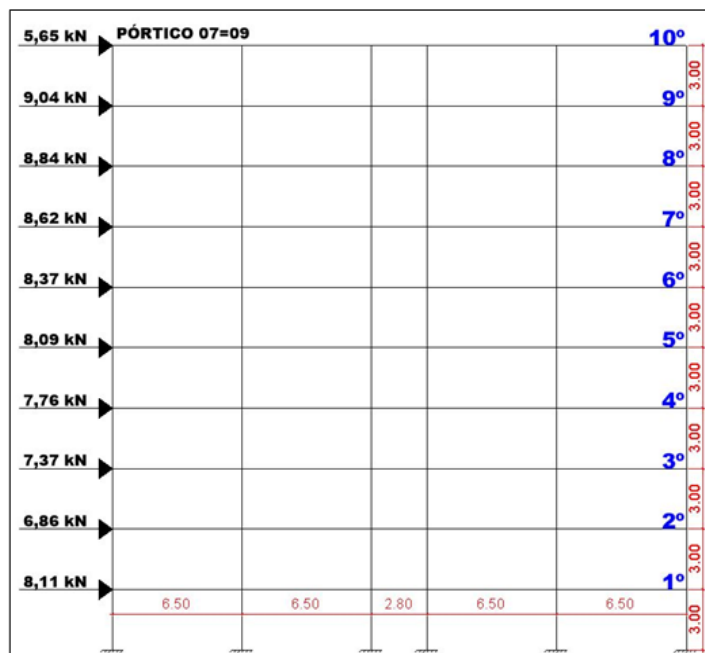 5,65 kN PÓRTICO 07=09 10º
3.00
9,04 kN 9º
3.00
8,84 kN 8º
3.00
8,62 kN 7º
3.00
8,37 kN 6º
3.00
8,09 kN 5º
3.00
7,76 kN 4º
3.00
7,37 kN 3º
3.00
6,86 kN 2º
3.00
8,11 kN 1º
6.50 6.50 2.80 6.50 6.50
3.00